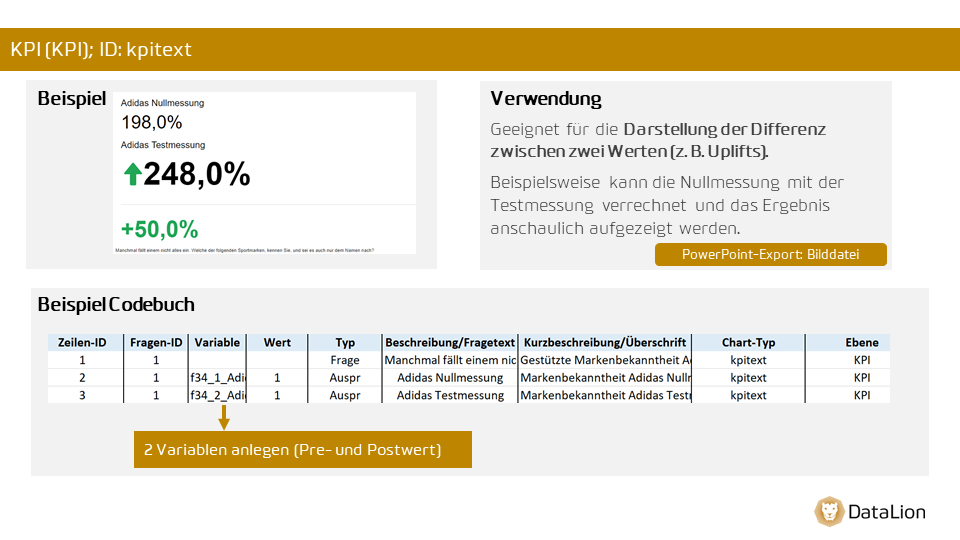 KPI (KPI); ID: kpitext
Beispiel
Adidas Nullmessung
198,0%
Adidas Testmessung
248,0%
+50,0%
Manchmal fällt einem nicht alles ein. Welche der folgenden Sportmarken, kennen Sie, und sei es auch nur dem Namen nach?
Verwendung
Geeignet für die Darstellung der Differenz
zwischen zwei Werten (z. B. Uplifts).
Beispielsweise kann die Nullmessung mit der
Testmessung verrechnet und das Ergebnis
anschaulich aufgezeigt werden.
PowerPoint-Export: Bilddatei
Beispiel Codebuch
Zeilen-ID Fragen-ID Variable Wert Typ Beschreibung/Fragetext Kurzbeschreibung/Überschrift Chart-Typ Ebene
1 1 Frage Manchmal fällt einem nic Gestützte Markenbekanntheit A kpitext KPI
2 1 f34_1_Adi 1 Auspr Adidas Nullmessung Markenbekanntheit Adidas Nulln kpitext KPI
3 1 f34_2_Adi 1 Auspr Adidas Testmessung Markenbekanntheit Adidas Testr kpitext KPI
2 Variablen anlegen (Pre- und Postwert)
DataLion